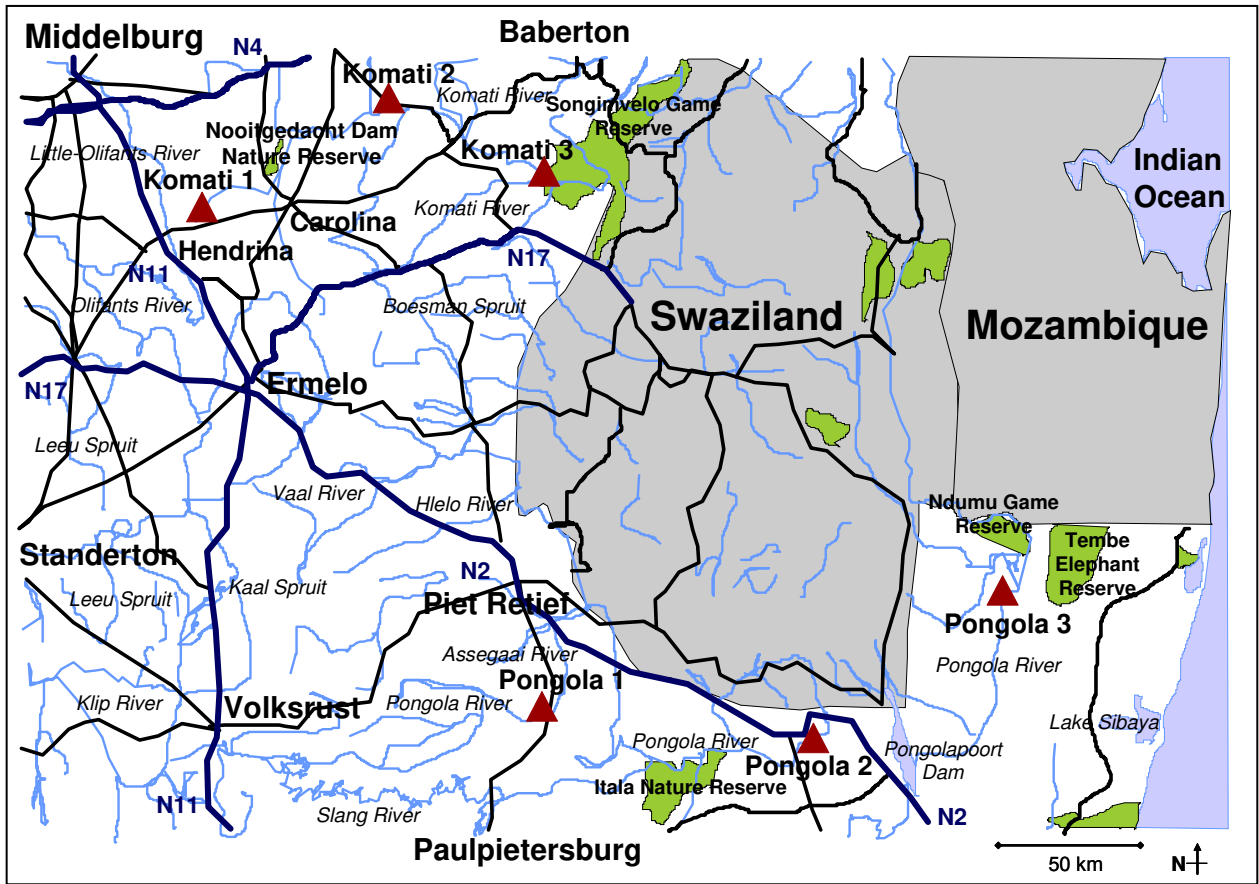 Middelburg
N4
Baberton
Komati 2
Komati River
Songimvelo Game
Reserve
Nooitgedacht Dam
Nature Reserve
Little-Olifants River
Komati 3
Indian
Ocean
Komati 1
Komati River
Carolina
Hendrina
N17
N11
Olifants River
Boesman Spruit
Swaziland
Mozambique
N17
Ermelo
Leeu Spruit
Vaal River
Hlelo River
Ndumu Game
Reserve
Tembe
Elephant
Reserve
Standerton
N2
Kaal Spruit
Leeu Spruit
Piet Retief
Pongola 3
Assegaai River
Pongola River
Pongola 1
Klip River
Volksrust
Pongola River
Lake Sibaya
Pongola River
Pongolapoort
Dam
Pongola 2
Itala Nature Reserve
N11
Slang River
N2
Paulpietersburg
50 km
N